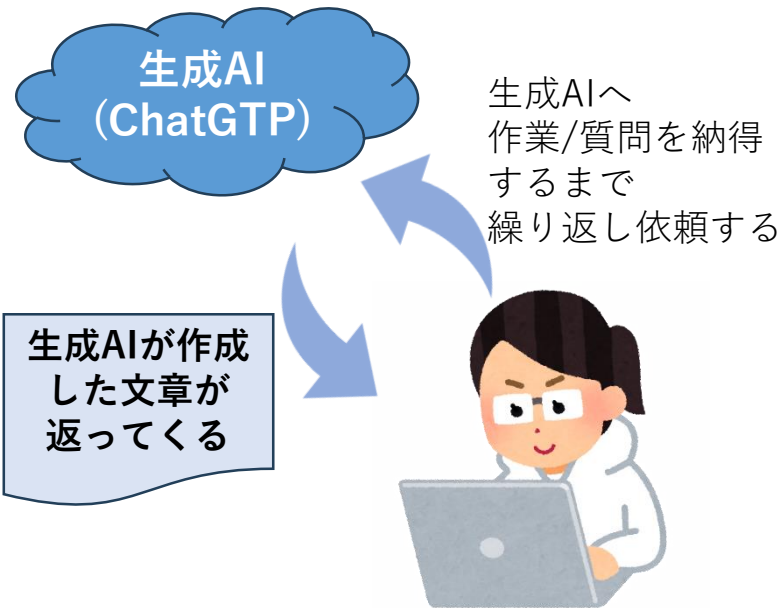 生成AI
(ChatGTP)
生成AIへ
作業/質問を納得
するまで
繰り返し依頼する
生成AIが作成
した文章が
返ってくる